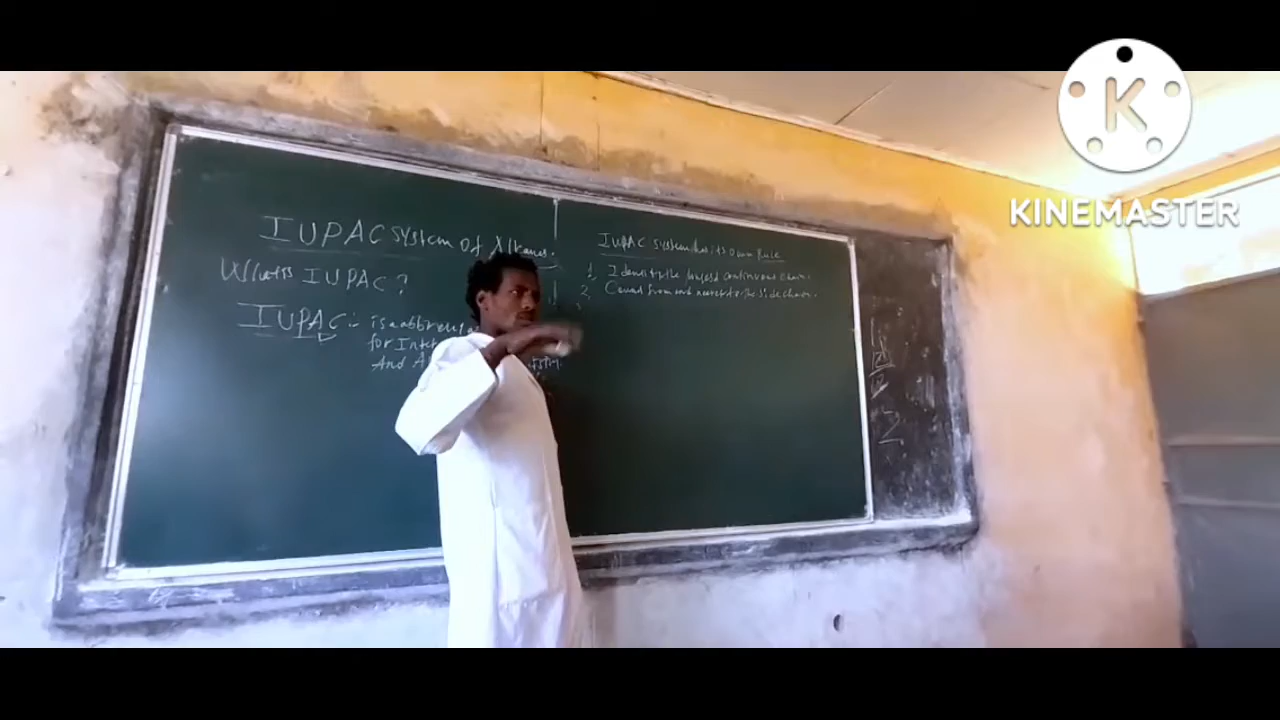 IUPAC system of Alkanes.
What is IUPAC?
IUPAC :- is a abbrevi
for Inte
And A
IUPAC system has its own Rule
1, Identify the longest continuous chain.
2, Count from end nearest to the side chain.
KINEMASTER